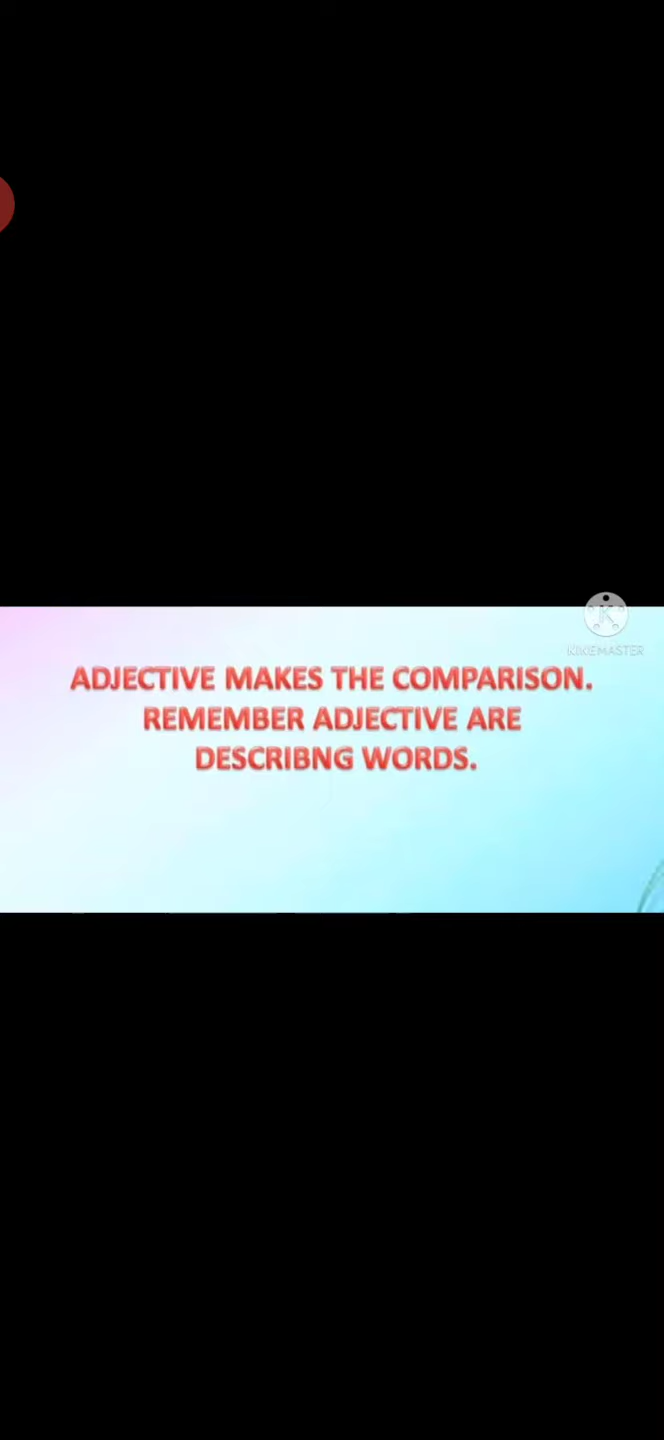 KINEMASTER
ADJECTIVE MAKES THE COMPARISON.
REMEMBER ADJECTIVE ARE
DESCRIBNG WORDS.